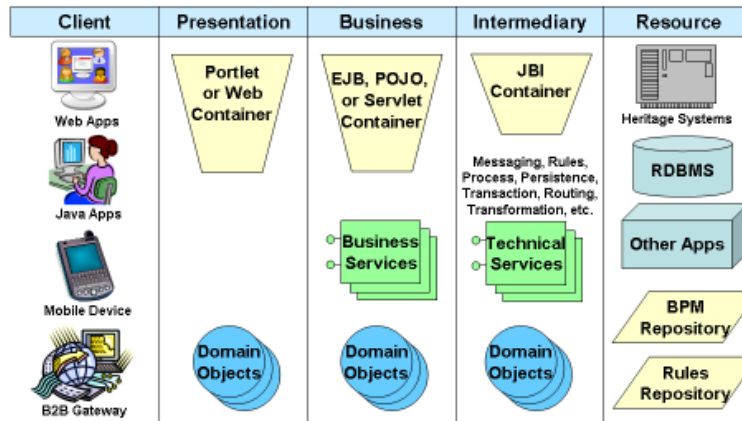 Client
Presentation
Business
Intermediary
Resource
Web Apps
Java Apps
Mobile Device
B2B Gateway
Portlet
or Web
Container
Domain
Objects
EJB, POJO,
or Servlet
Container
Business
Services
Domain
Objects
JBI
Container
Messaging, Rules,
Process, Persistence,
Transaction, Routing,
Transformation, etc.
Technical
Services
Domain
Objects
Heritage Systems
RDBMS
Other Apps
BPM
Repository
Rules
Repository